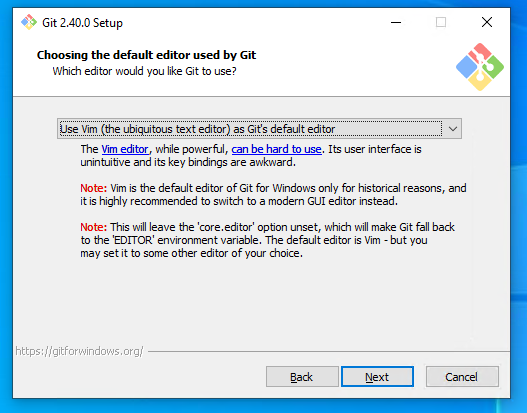 Git 2.40.0 Setup
Choosing the default editor used by Git
Which editor would you like Git to use?
Use Vim (the ubiquitous text editor) as Git's default editor
The Vim editor, while powerful, can be hard to use. Its user interface is
unintuitive and its key bindings are awkward.
Note: Vim is the default editor of Git for Windows only for historical reasons, and
it is highly recommended to switch to a modern GUI editor instead.
Note: This will leave the 'core.editor' option unset, which will make Git fall back
to the 'EDITOR' environment variable. The default editor is Vim - but you
may set it to some other editor of your choice.
https://gitforwindows.org/
Back Next Cancel